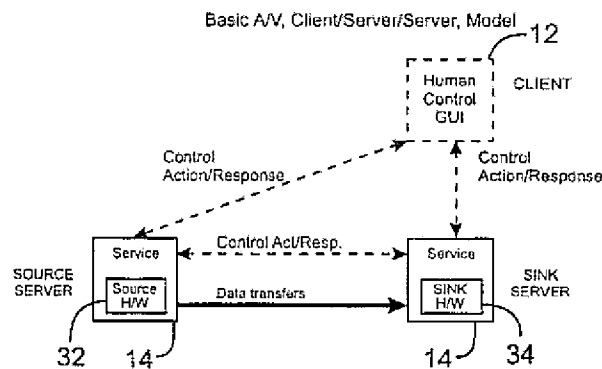 Basic A/V, Client/Server/Server, Model
12
Human
Control
GUI
CLIENT
Control
Action/Response
Control
Action/Response
Service
Control Act/Resp.
Service
SOURCE
SERVER
Source
H/W
Data transfers
SINK
H/W
SINK
SERVER
32
14
14
34